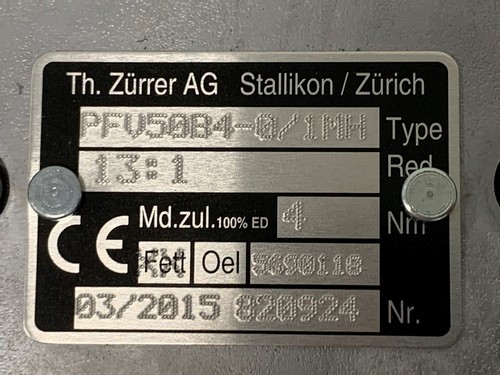 Th. Zürrer AG Stallikon / Zürich
PFV50B4-0/1MH Type
13:1 Red.
Md.zul. 100% ED 4 Nm
CE Fett Oel 5690118
03/2015 820924 Nr.